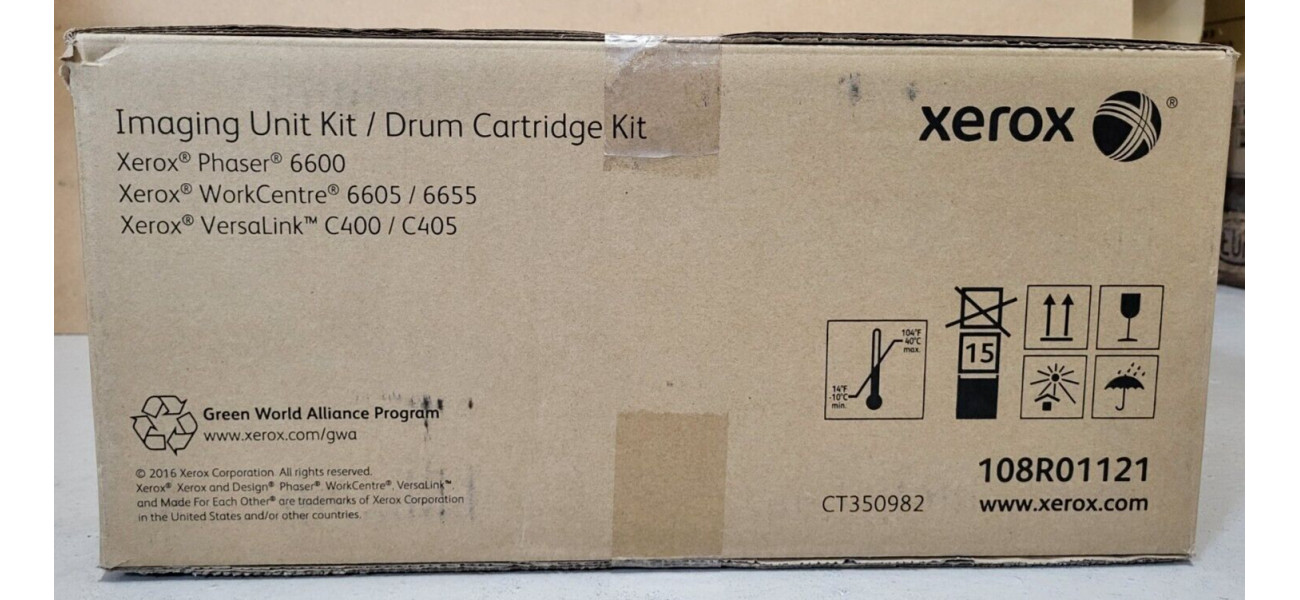 Imaging Unit Kit / Drum Cartridge Kit
Xerox® Phaser® 6600
Xerox® WorkCentre® 6605 / 6655
Xerox® VersaLink™ C400 / C405
xerox ®
104°F
40°C
max.
14°F
-10°C
min.
15
Green World Alliance Program
www.xerox.com/gwa
© 2016 Xerox Corporation. All rights reserved.
Xerox®, Xerox and Design®, Phaser®, WorkCentre®, VersaLink™
and Made For Each Other® are trademarks of Xerox Corporation
in the United States and/or other countries.
CT350982
108R01121
www.xerox.com